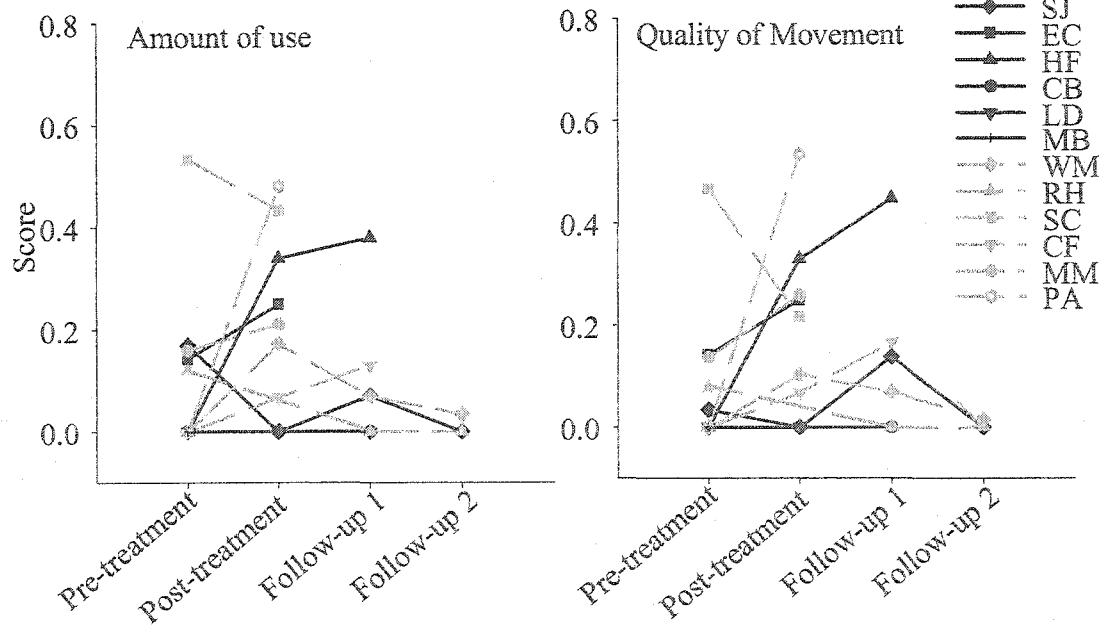 Amount of use
0.8
0.6
0.4
0.2
0.0
Score
Pre-treatment
Post-treatment
Follow-up 1
Follow-up 2
Quality of Movement
0.8
0.6
0.4
0.2
0.0
Pre-treatment
Post-treatment
Follow-up 1
Follow-up 2
SJ
EC
HF
CB
LD
MB
WM
RH
SC
CF
MM
PA